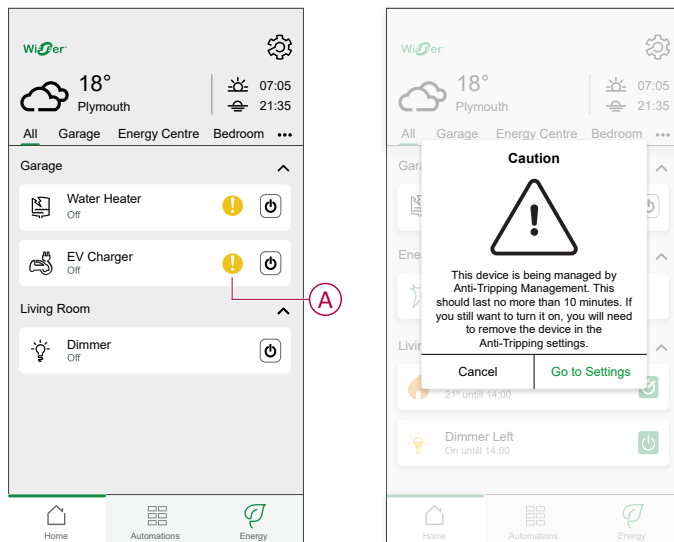 Wiser
18°
Plymouth
07:05
21:35
All Garage Energy Centre Bedroom •••
Garage
Water Heater
Off
EV Charger
Off
A
Living Room
Dimmer
Off
Home Automations Energy
Wiser
18°
Plymouth
07:05
21:35
All Garage Energy Centre Bedroom •••
Gar
Caution
Ene
This device is being managed by
Anti-Tripping Management. This
should last no more than 10 minutes. If
you still want to turn it on, you will need
to remove the device in the
Anti-Tripping settings.
Livin
Cancel Go to Settings
21° untill 14:00
Dimmer Left
On untill 14:00
Home Automations Energy